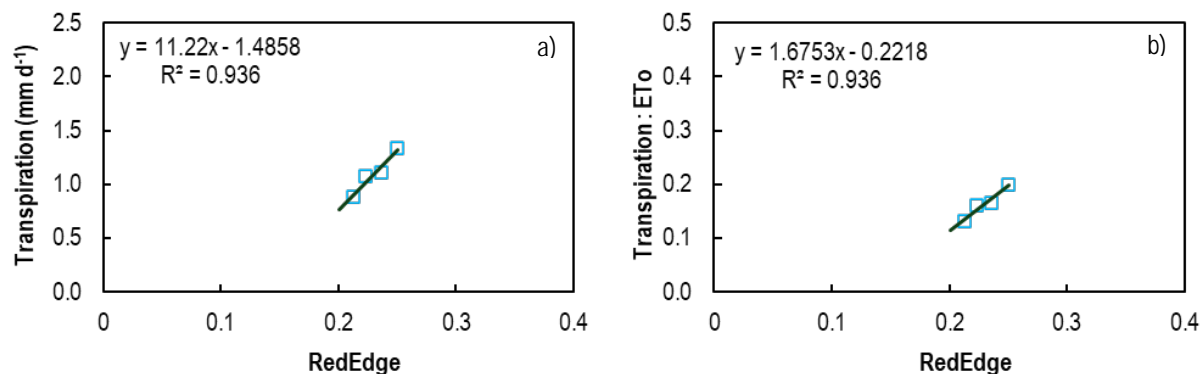 y = 11.22x - 1.4858
R² = 0.936
a)
Transpiration (mm d⁻¹)
2.5
2.0
1.5
1.0
0.5
0.0
0
0.1
0.2
0.3
0.4
RedEdge
y = 1.6753x - 0.2218
R² = 0.936
b)
Transpiration : ETo
0.5
0.4
0.3
0.2
0.1
0.0
0
0.1
0.2
0.3
0.4
RedEdge